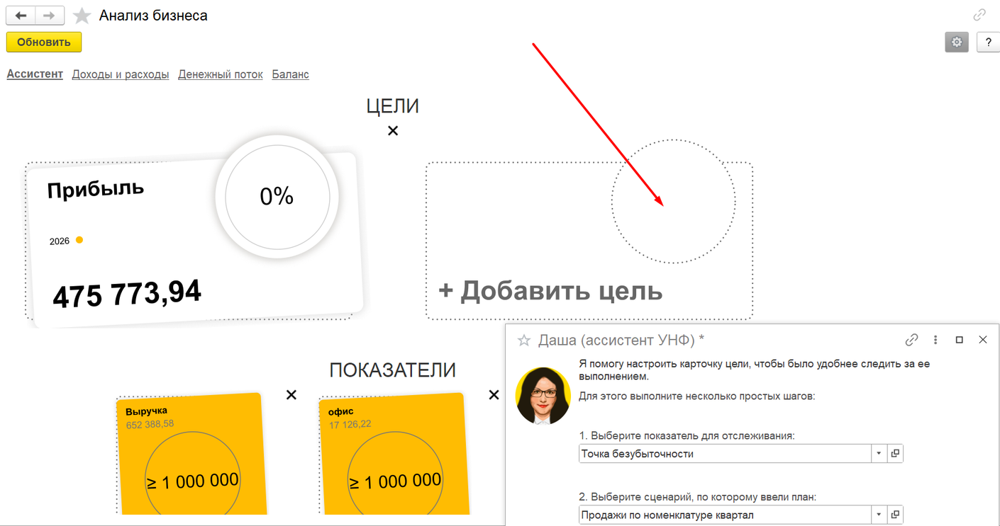 Анализ бизнеса
Обновить
?
Ассистент Доходы и расходы Денежный поток Баланс
ЦЕЛИ
Прибыль
0%
2026
475 773,94
+ Добавить цель
ПОКАЗАТЕЛИ
Выручка
652 388,58
≥ 1 000 000
офис
17 126,22
≥ 1 000 000
Даша (ассистент УНФ) *
Я помогу настроить карточку цели, чтобы было удобнее следить за ее
выполнением.
Для этого выполните несколько простых шагов:
1. Выберите показатель для отслеживания:
Точка безубыточности
2. Выберите сценарий, по которому ввели план:
Продажи по номенклатуре квартал